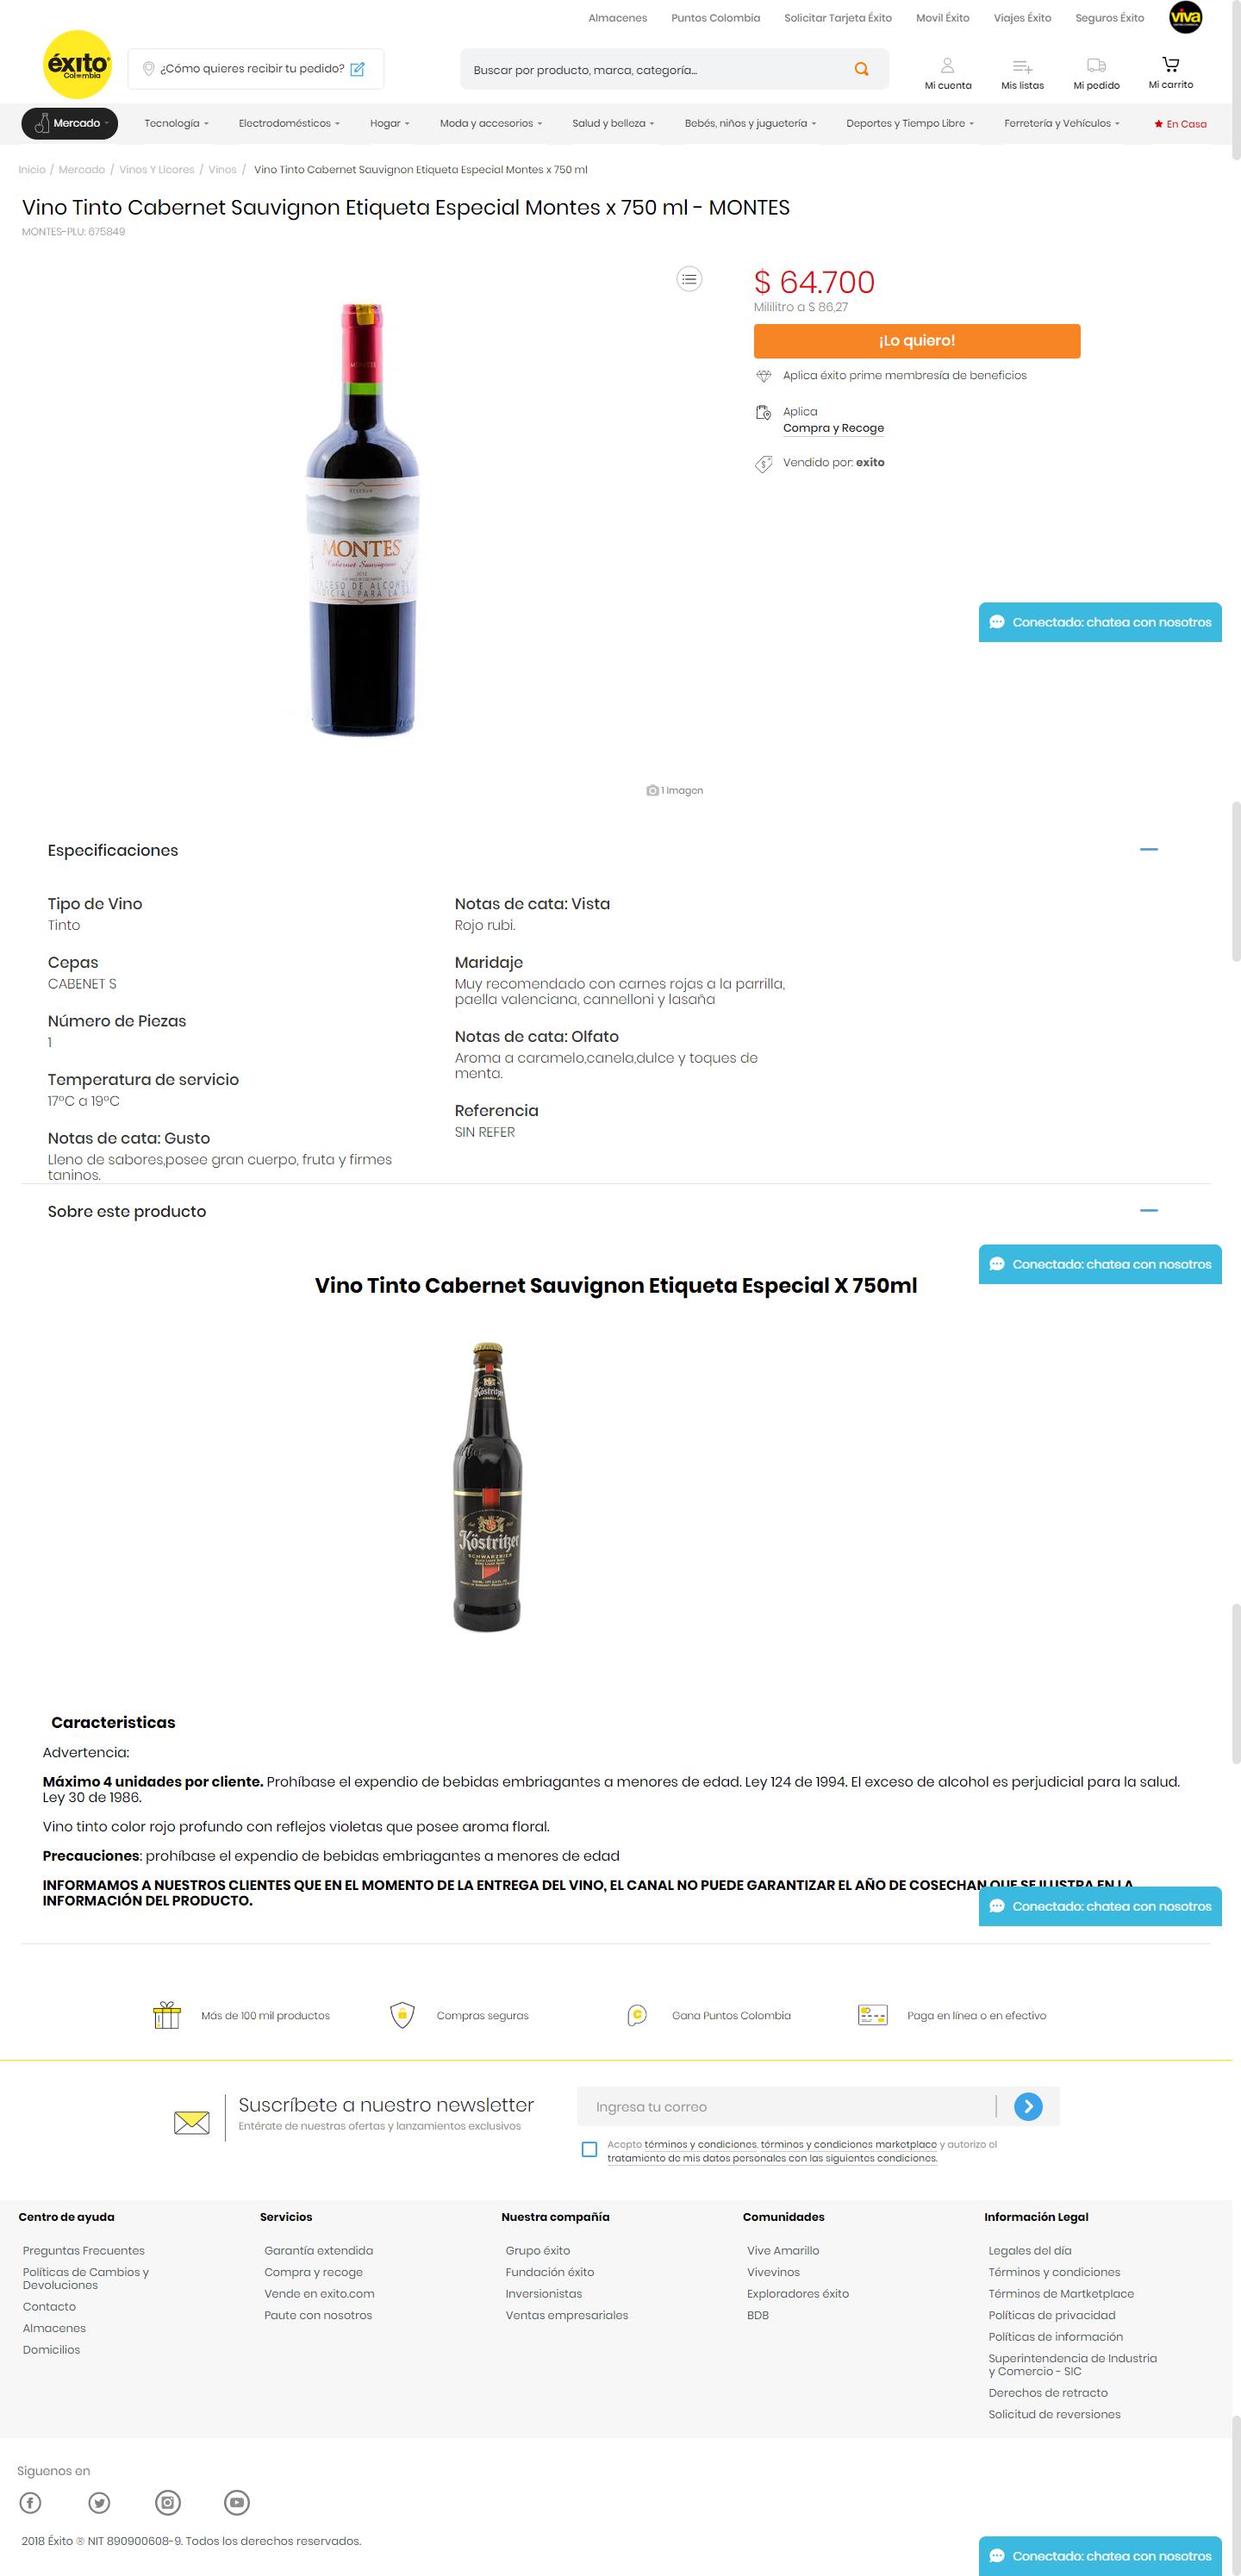 Almacenes Puntos Colombia Solicitar Tarjeta Éxito Movil Éxito Viajes Éxito Seguros Éxito viva
éxito
Colombia
¿Cómo quieres recibir tu pedido?
Buscar por producto, marca, categoría...
Mi cuenta Mis listas Mi pedido Mi carrito
Mercado Tecnología Electrodomésticos Hogar Moda y accesorios Salud y belleza Bebés, niños y juguetería Deportes y Tiempo Libre Ferretería y Vehículos En Casa
Inicio / Mercado / Vinos Y Licores / Vinos / Vino Tinto Cabernet Sauvignon Etiqueta Especial Montes x 750 ml
Vino Tinto Cabernet Sauvignon Etiqueta Especial Montes x 750 ml - MONTES
MONTES-PLU: 675849
$ 64.700
Mililitro a $ 86,27
¡Lo quiero!
Aplica éxito prime membresía de beneficios
Aplica
Compra y Recoge
Vendido por: exito
MONTES
MONTES
Cabernet Sauvignon
Conectado: chatea con nosotros
1 Imagen
Especificaciones
Tipo de Vino
Tinto
Cepas
CABENET S
Número de Piezas
1
Temperatura de servicio
17ºC a 19ºC
Notas de cata: Gusto
Lleno de sabores,posee gran cuerpo, fruta y firmes
taninos.
Notas de cata: Vista
Rojo rubi.
Maridaje
Muy recomendado con carnes rojas a la parrilla,
paella valenciana, cannelloni y lasaña
Notas de cata: Olfato
Aroma a caramelo,canela,dulce y toques de
menta.
Referencia
SIN REFER
Sobre este producto
Conectado: chatea con nosotros
Vino Tinto Cabernet Sauvignon Etiqueta Especial X 750ml
Köstritzer
Köstritzer
SCHWARZBIER
Caracteristicas
Advertencia:
Máximo 4 unidades por cliente. Prohíbase el expendio de bebidas embriagantes a menores de edad. Ley 124 de 1994. El exceso de alcohol es perjudicial para la salud.
Ley 30 de 1986.
Vino tinto color rojo profundo con reflejos violetas que posee aroma floral.
Precauciones: prohíbase el expendio de bebidas embriagantes a menores de edad
INFORMAMOS A NUESTROS CLIENTES QUE EN EL MOMENTO DE LA ENTREGA DEL VINO, EL CANAL NO PUEDE GARANTIZAR EL AÑO DE COSECHAN QUE SE ILUSTRA EN LA
INFORMACIÓN DEL PRODUCTO.
Conectado: chatea con nosotros
Más de 100 mil productos Compras seguras Gana Puntos Colombia Paga en línea o en efectivo
Suscríbete a nuestro newsletter
Entérate de nuestras ofertas y lanzamientos exclusivos
Ingresa tu correo
Acepto términos y condiciones, términos y condiciones marketplace y autorizo el
tratamiento de mis datos personales con las siguientes condiciones.
Centro de ayuda
Preguntas Frecuentes
Políticas de Cambios y
Devoluciones
Contacto
Almacenes
Domicilios
Servicios
Garantía extendida
Compra y recoge
Vende en exito.com
Paute con nosotros
Nuestra compañía
Grupo éxito
Fundación éxito
Inversionistas
Ventas empresariales
Comunidades
Vive Amarillo
Vivevinos
Exploradores éxito
BDB
Información Legal
Legales del día
Términos y condiciones
Términos de Martketplace
Políticas de privacidad
Políticas de información
Superintendencia de Industria
y Comercio - SIC
Derechos de retracto
Solicitud de reversiones
Siguenos en
2018 Éxito ® NIT 890900608-9. Todos los derechos reservados.
Conectado: chatea con nosotros